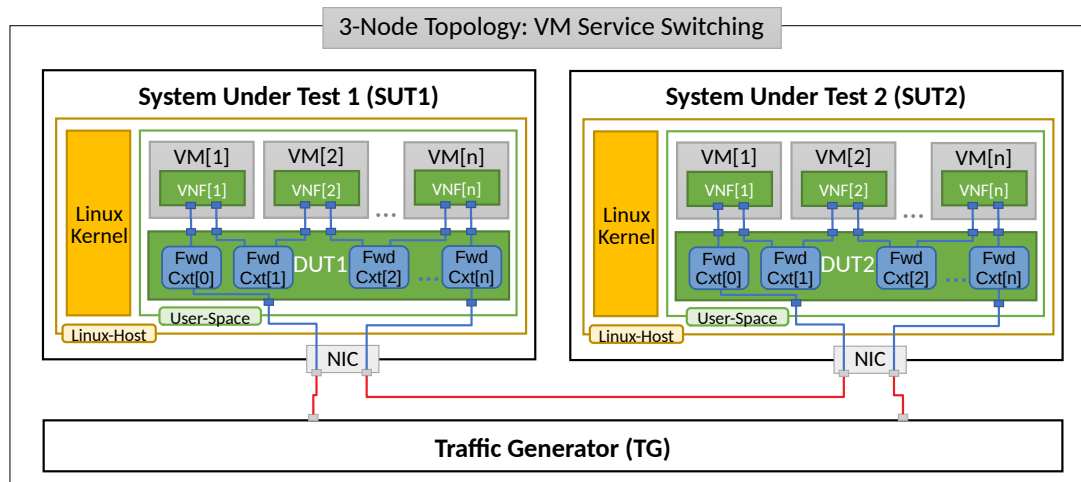 3-Node Topology: VM Service Switching
System Under Test 1 (SUT1)
Linux
Kernel
VM[1]
VNF[1]
VM[2]
VNF[2]
...
VM[n]
VNF[n]
Fwd
Cxt[0]
Fwd
Cxt[1]
DUT1
Fwd
Cxt[2]
...
Fwd
Cxt[n]
User-Space
Linux-Host
NIC
System Under Test 2 (SUT2)
Linux
Kernel
VM[1]
VNF[1]
VM[2]
VNF[2]
...
VM[n]
VNF[n]
Fwd
Cxt[0]
Fwd
Cxt[1]
DUT2
Fwd
Cxt[2]
...
Fwd
Cxt[n]
User-Space
Linux-Host
NIC
Traffic Generator (TG)